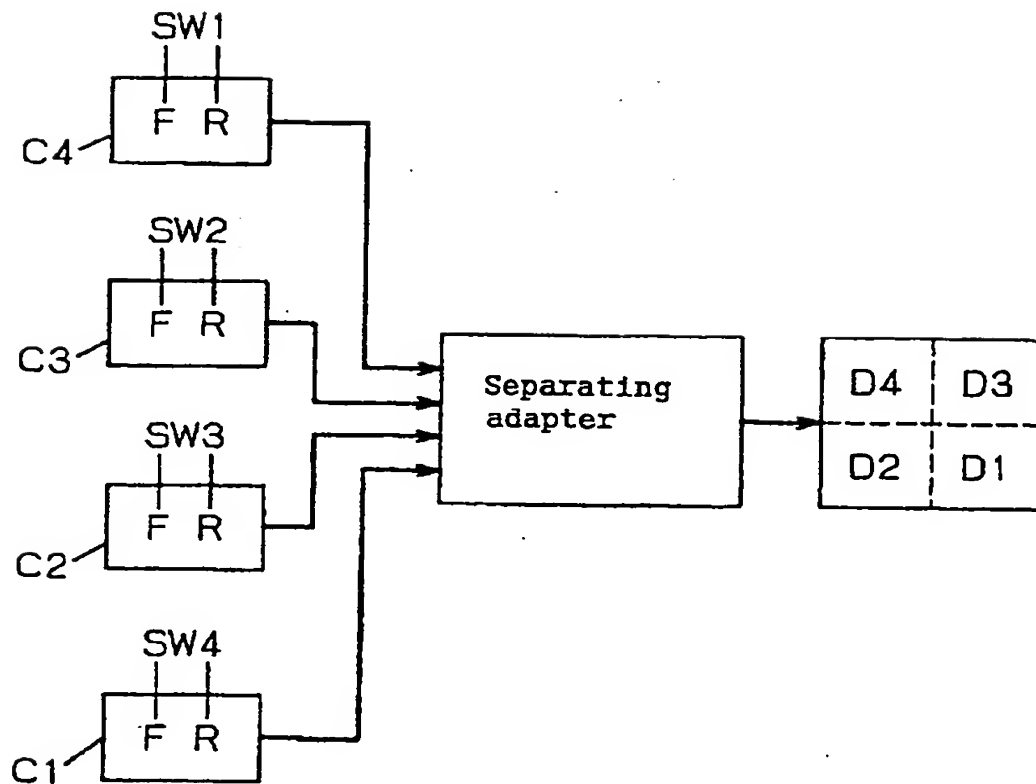 SW1
F R
C4
SW2
F R
C3
Separating
adapter
D4 D3
D2 D1
SW3
F R
C2
SW4
F R
C1